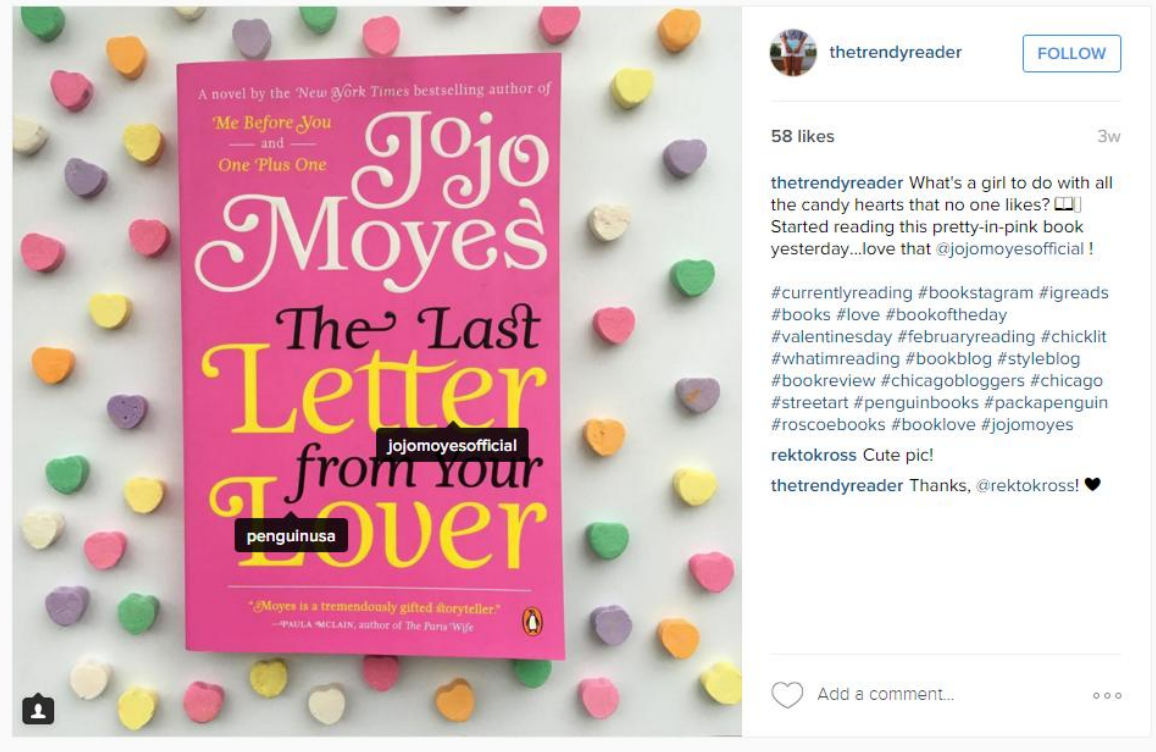 A novel by the New York Times bestselling author of
Me Before You
and
One Plus One
Jojo
Moyes
The Last
Letter
jojomoyesofficial
from Your
Lover
penguinusa
"Moyes is a tremendously gifted storyteller."
—PAULA MCLAIN, author of The Paris Wife
thetrendyreader
FOLLOW
58 likes
3w
thetrendyreader What's a girl to do with all
the candy hearts that no one likes?
Started reading this pretty-in-pink book
yesterday...love that @jojomoyesofficial !
#currentlyreading #bookstagram #igreads
#books #love #bookoftheday
#valentinesday #februaryreading #chicklit
#whatimreading #bookblog #styleblog
#bookreview #chicagobloggers #chicago
#streetart #penguinbooks #packapenguin
#roscoebooks #booklove #jojomoyes
rektokross Cute pic!
thetrendyreader Thanks, @rektokross! 🖤
Add a comment...